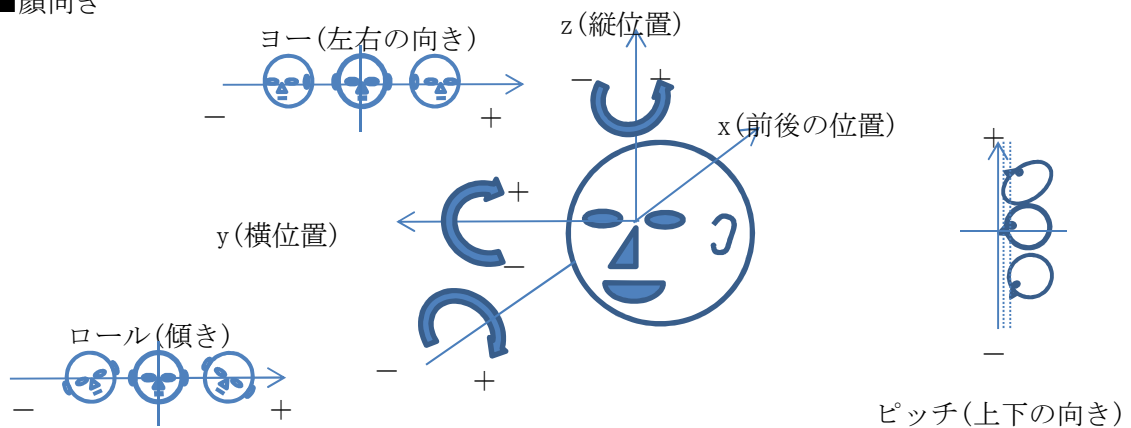 ■顔向き
ヨー(左右の向き)
－
＋
z(縦位置)
－
＋
x(前後の位置)
y(横位置)
＋
－
－
＋
ロール(傾き)
－
＋
＋
－
ピッチ(上下の向き)